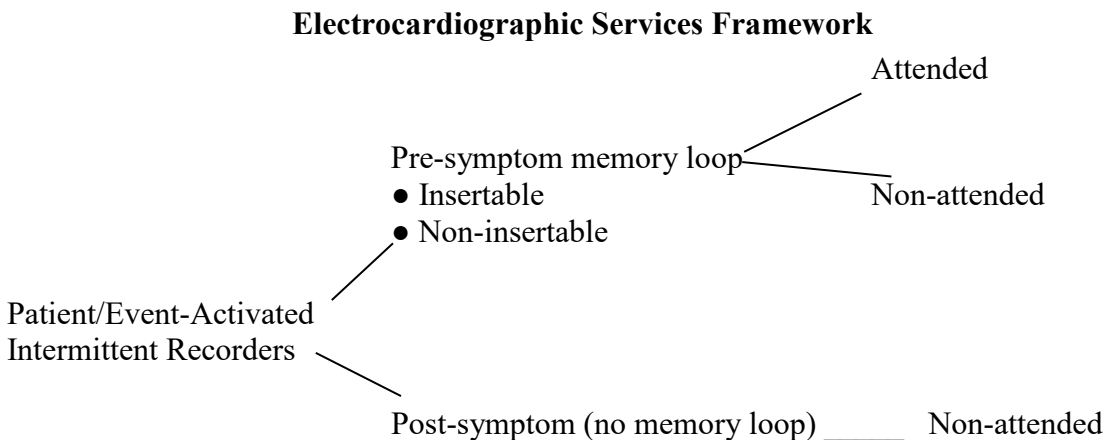 Electrocardiographic Services Framework
Attended
Pre-symptom memory loop
● Insertable
Non-attended
● Non-insertable
Patient/Event-Activated
Intermittent Recorders
Post-symptom (no memory loop) ______ Non-attended